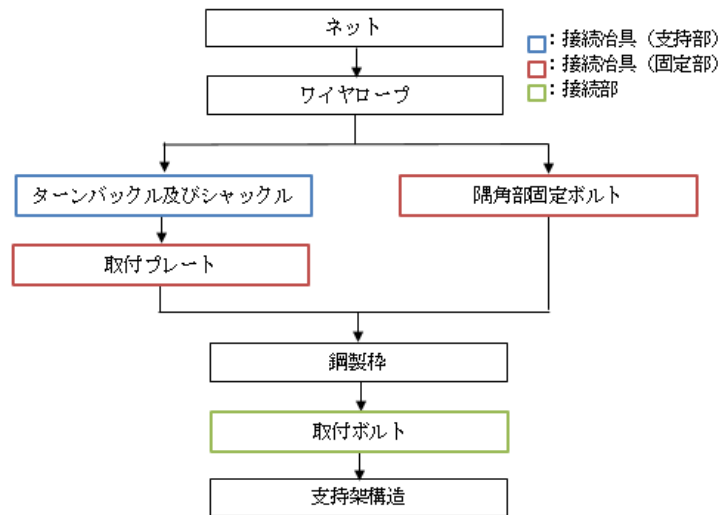 ネット
□：接続冶具（支持部）
□：接続冶具（固定部）
□：接続部
ワイヤロープ
ターンバックル及びシャックル
隅角部固定ボルト
取付プレート
鋼製枠
取付ボルト
支持架構造